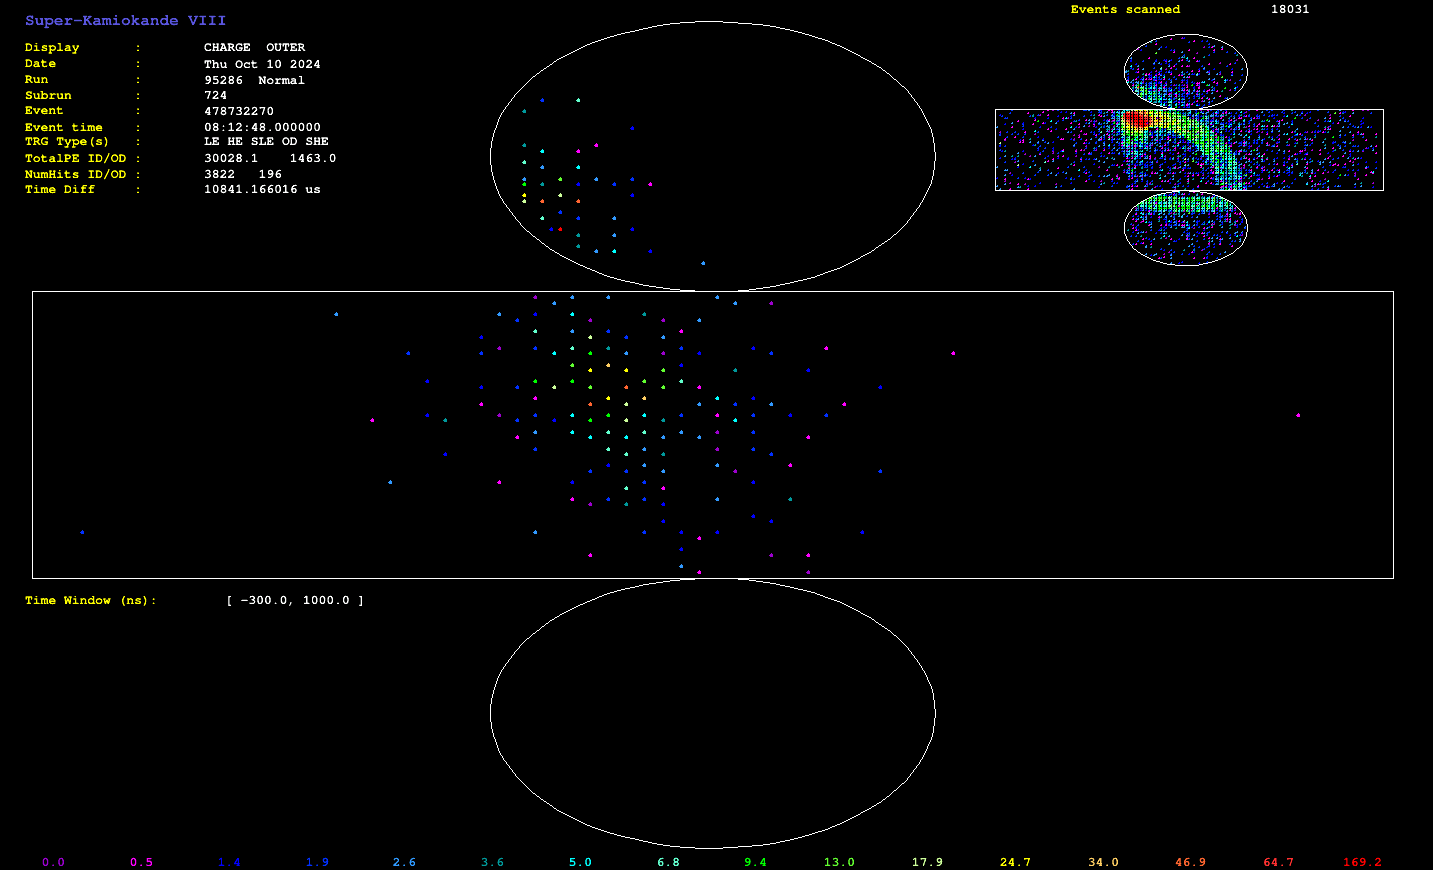 Super-Kamiokande VIII
Events scanned 18031
Display : CHARGE OUTER
Date : Thu Oct 10 2024
Run : 95286 Normal
Subrun : 724
Event : 478732270
Event time : 08:12:48.000000
TRG Type(s) : LE HE SLE OD SHE
TotalPE ID/OD : 30028.1 1463.0
NumHits ID/OD : 3822 196
Time Diff : 10841.166016 us
Time Window (ns): [ -300.0, 1000.0 ]
0.0 0.5 1.4 1.9 2.6 3.6 5.0 6.8 9.4 13.0 17.9 24.7 34.0 46.9 64.7 169.2